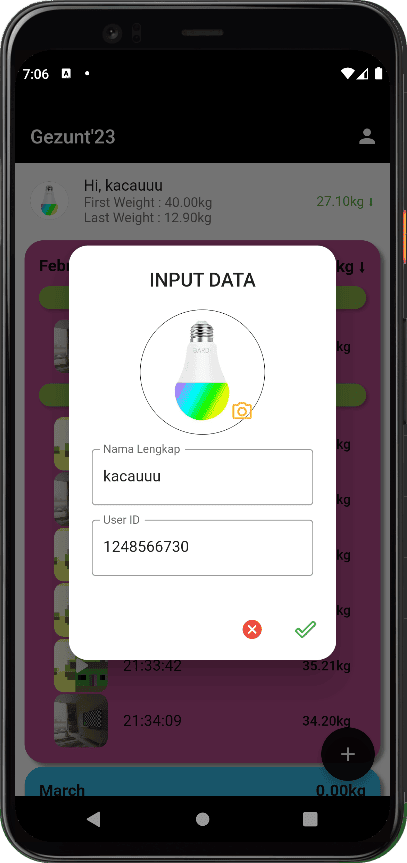 7:06
Gezunt'23
Hi, kacauuu
First Weight : 40.00kg
Last Weight : 12.90kg
27.10kg ↓
Febr
kg ↓
kg
INPUT DATA
Nama Lengkap
kacauuu
kg
User ID
1248566730
kg
kg
kg
21:33:42
35.21kg
21:34:09
34.20kg
+
March
0.00kg